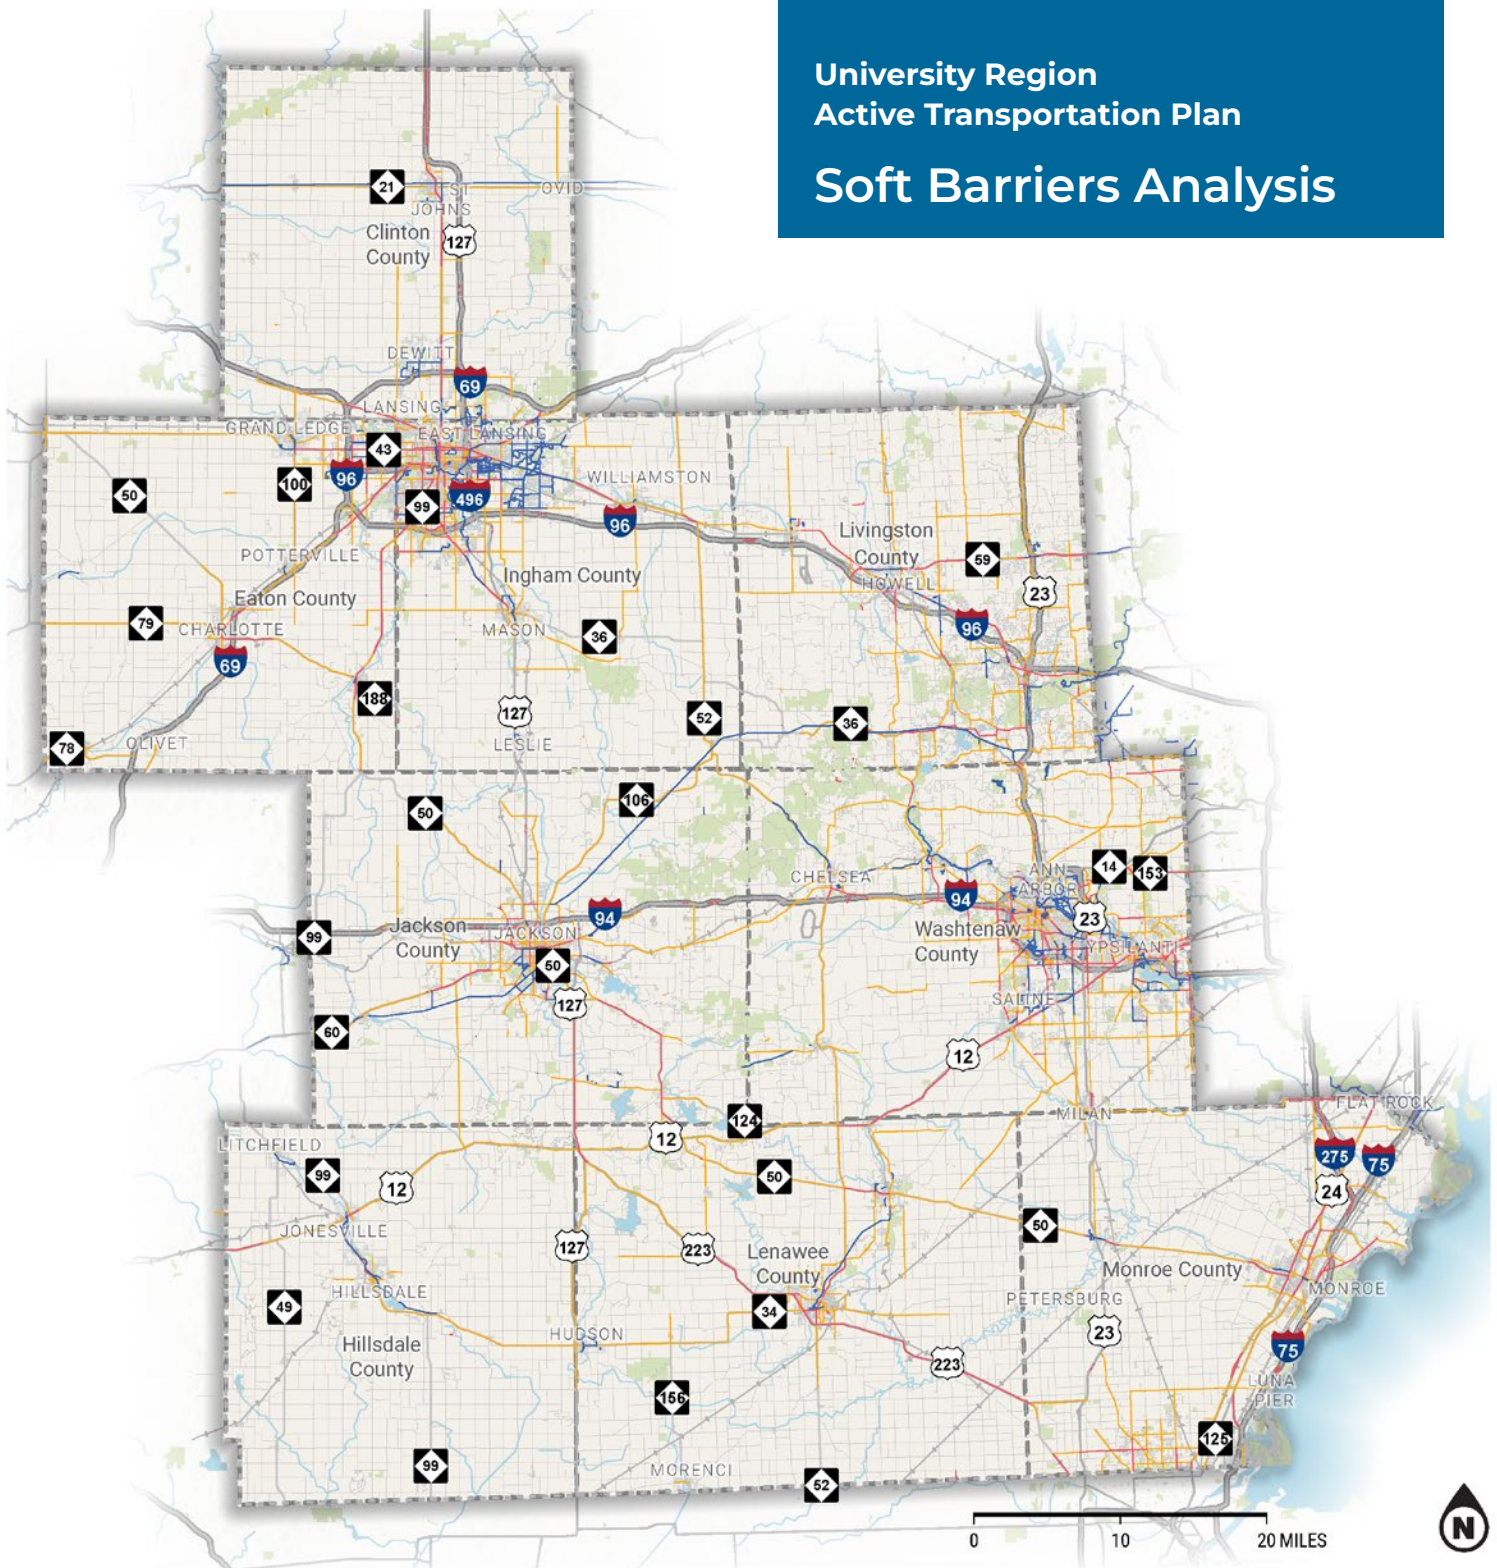 University Region
Active Transportation Plan
Soft Barriers Analysis
21
ST
JOHNS
OVID
Clinton
County
127
DEWITT
69
LANSING
GRAND LEDGE
43
EAST LANSING
50
100
96
99
496
WILLIAMSTON
96
Livingston
County
59
HOWELL
23
POTTERVILLE
Ingham County
Eaton County
79
CHARLOTTE
MASON
36
96
69
188
127
52
36
78
OLIVET
LESLIE
50
106
CHELSEA
ANN
ARBOR
14
153
94
94
23
99
Jackson
County
JACKSON
Washtenaw
County
YPSILANTI
50
127
SALINE
60
12
124
MILAN
FLAT ROCK
LITCHFIELD
12
275
75
99
12
50
24
JONESVILLE
50
127
223
Lenawee
County
Monroe County
HILLSDALE
49
34
PETERSBURG
MONROE
HUDSON
23
Hillsdale
County
223
75
156
LUNA
PIER
125
99
MORENCI
52
0
10
20 MILES
N